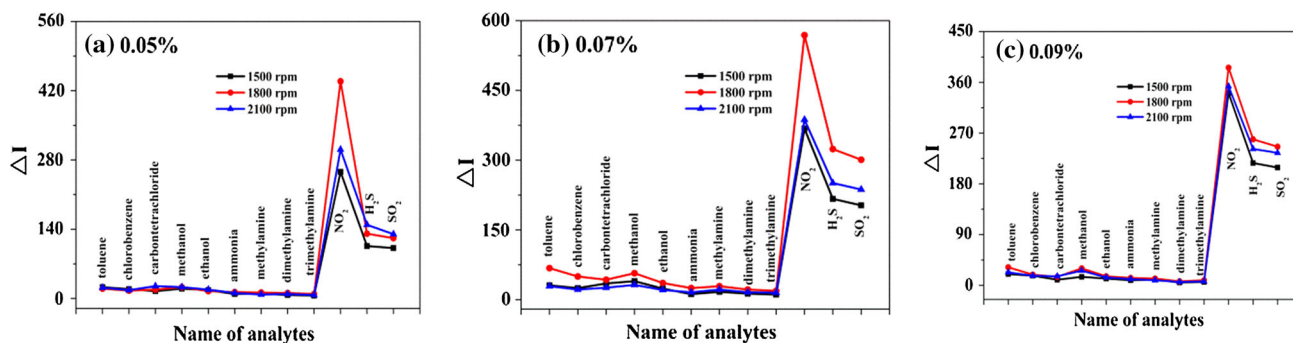 (a) 0.05%
560
420
280
140
0
△I
1500 rpm
1800 rpm
2100 rpm
toluene
chlorobenzene
carbontetrachloride
methanol
ethanol
ammonia
methylamine
dimethylamine
trimethylamine
NO2
H2S
SO2
Name of analytes
(b) 0.07%
600
450
300
150
0
△I
1500 rpm
1800 rpm
2100 rpm
toluene
chlorobenzene
carbontetrachloride
methanol
ethanol
ammonia
methylamine
dimethylamine
trimethylamine
NO2
H2S
SO2
Name of analytes
(c) 0.09%
450
360
270
180
90
0
△I
1500 rpm
1800 rpm
2100 rpm
toluene
chlorobenzene
carbontetrachloride
methanol
ethanol
ammonia
methylamine
dimethylamine
trimethylamine
NO2
H2S
SO2
Name of analytes